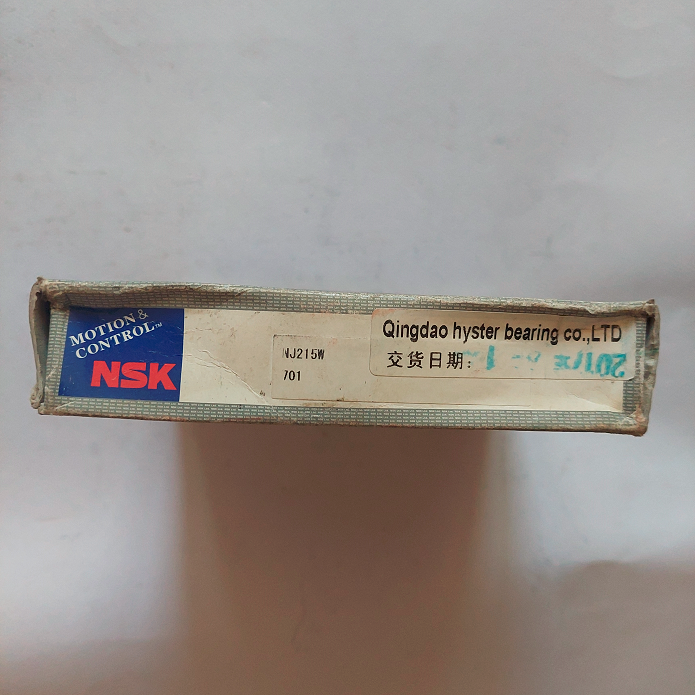 MOTION &
CONTROL™
NSK
NJ215W
701
Qingdao hyster bearing co.,LTD
交货日期: